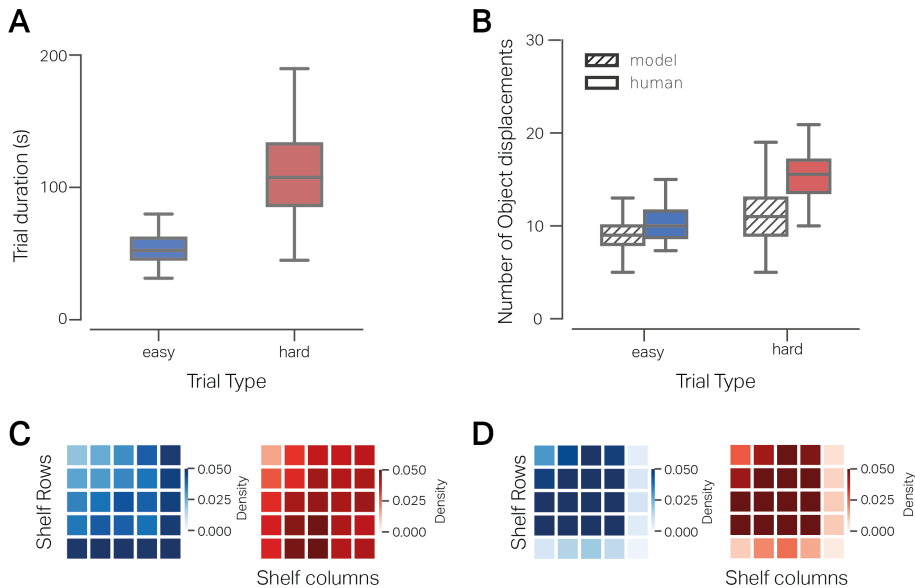 A
200
100
0
Trial duration (s)
easy
hard
Trial Type
B
30
20
10
0
Number of Object displacements
model
human
easy
hard
Trial Type
C
Shelf Rows
0.050
0.025
0.000
Density
0.050
0.025
0.000
Density
Shelf columns
D
Shelf Rows
0.050
0.025
0.000
Density
0.050
0.025
0.000
Density
Shelf columns